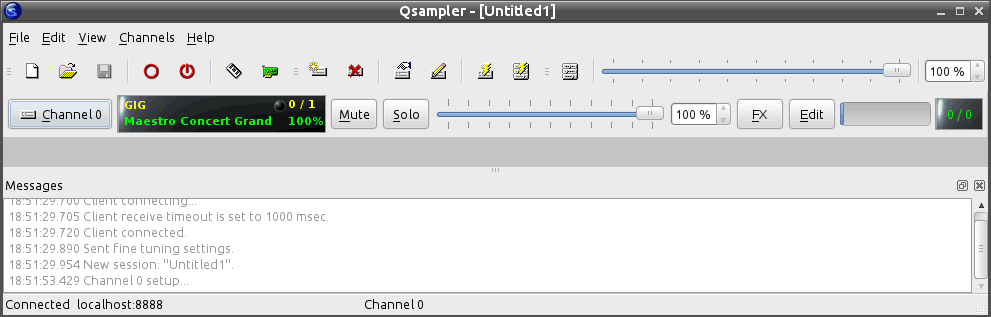 Qsampler - [Untitled1]
File Edit View Channels Help
100 %
Channel 0
GIG 0 / 1
Maestro Concert Grand 100%
Mute Solo 100 % FX Edit 0 / 0
Messages
18:51:29.700 Client connecting...
18:51:29.705 Client receive timeout is set to 1000 msec.
18:51:29.720 Client connected.
18:51:29.890 Sent fine tuning settings.
18:51:29.954 New session: "Untitled1".
18:51:53.429 Channel 0 setup...
Connected localhost:8888 Channel 0